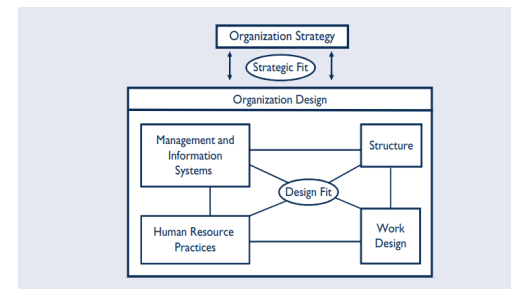 Organization Strategy
Strategic Fit
Organization Design
Management and
Information
Systems
Structure
Design Fit
Human Resource
Practices
Work
Design